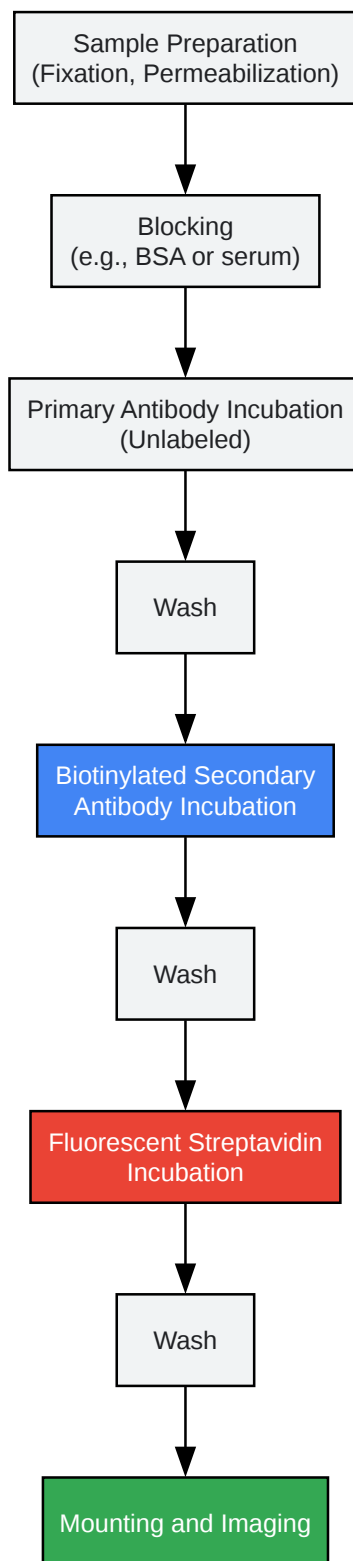 Sample Preparation
(Fixation, Permeabilization)
Blocking
(e.g., BSA or serum)
Primary Antibody Incubation
(Unlabeled)
Wash
Biotinylated Secondary
Antibody Incubation
Wash
Fluorescent Streptavidin
Incubation
Wash
Mounting and Imaging